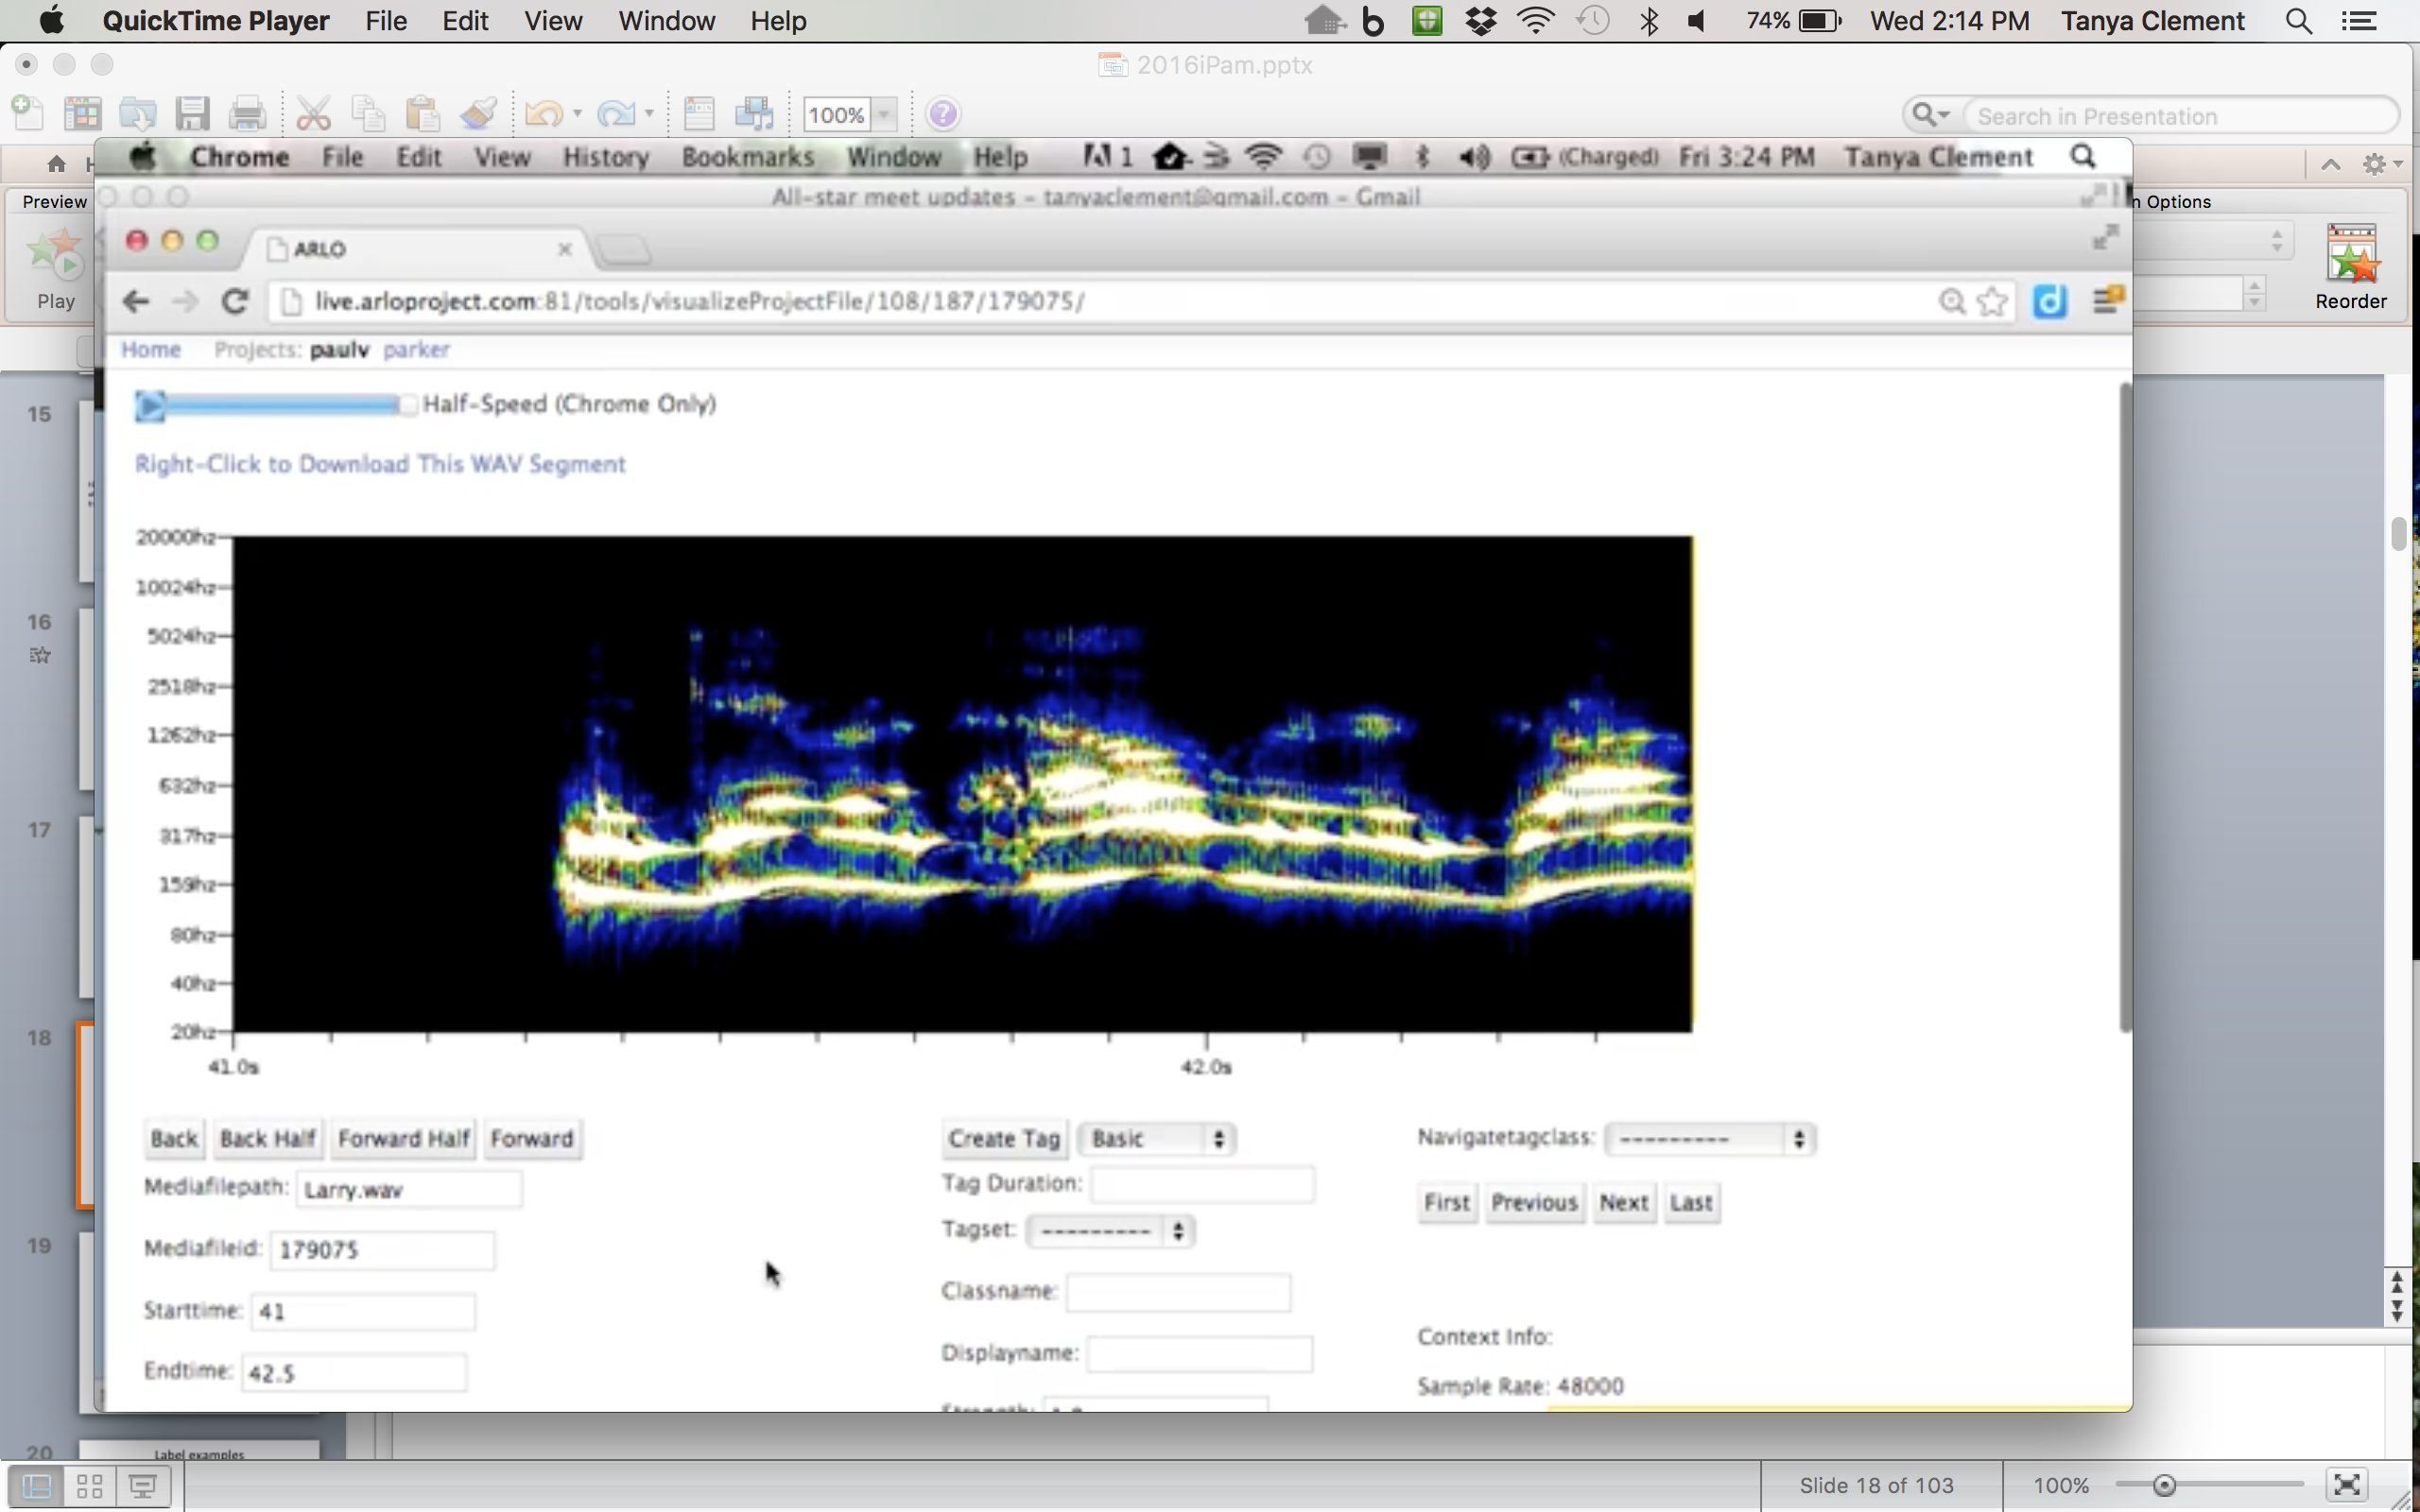 QuickTime Player File Edit View Window Help 74% Wed 2:14 PM Tanya Clement
2016iPam.pptx
100% Search in Presentation
Chrome File Edit View History Bookmarks Window Help 1 (Charged) Fri 3:24 PM Tanya Clement
All-star meet updates – tanyaclement@gmail.com – Gmail
Preview
n Options
ARLO
Play
live.arloproject.com:81/tools/visualizeProjectFile/108/187/179075/
Reorder
Home Projects: paulv parker
Half-Speed (Chrome Only)
15
Right-Click to Download This WAV Segment
20000hz
10024hz
16
5024hz
2518hz
1262hz
632hz
17
317hz
159hz
80hz
40hz
18
20hz
41.0s 42.0s
Back Back Half Forward Half Forward
Create Tag Basic
Navigatetagclass: ---------
Mediafilepath: Larry.wav
Tag Duration:
First Previous Next Last
Tagset: ---------
19
Mediafileid: 179075
Classname:
Starttime: 41
Context Info:
Displayname:
Endtime: 42.5
Sample Rate: 48000
20
Label examples
Slide 18 of 103 100%